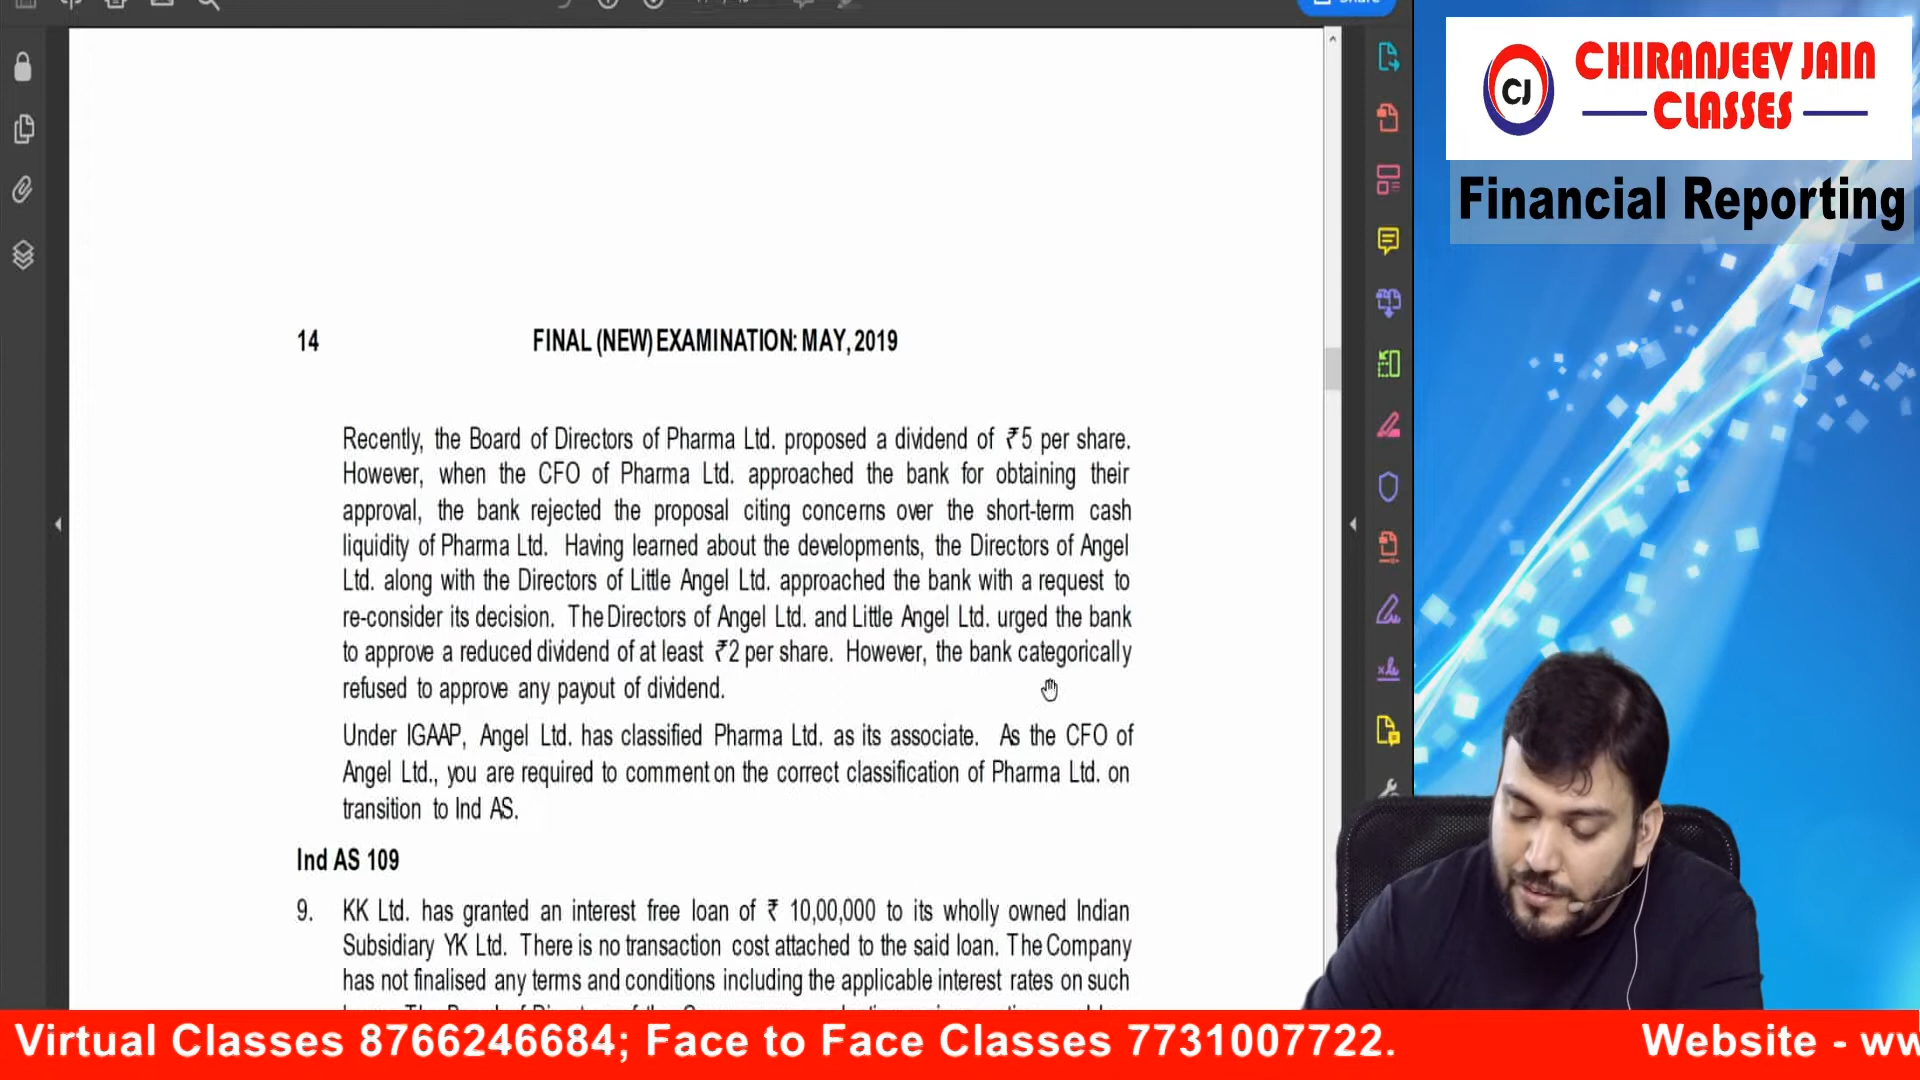 CJ
CHIRANJEEV JAIN
CLASSES
Financial Reporting
14
FINAL (NEW) EXAMINATION: MAY, 2019
Recently, the Board of Directors of Pharma Ltd. proposed a dividend of ₹5 per share.
However, when the CFO of Pharma Ltd. approached the bank for obtaining their
approval, the bank rejected the proposal citing concerns over the short-term cash
liquidity of Pharma Ltd. Having learned about the developments, the Directors of Angel
Ltd. along with the Directors of Little Angel Ltd. approached the bank with a request to
re-consider its decision. The Directors of Angel Ltd. and Little Angel Ltd. urged the bank
to approve a reduced dividend of at least ₹2 per share. However, the bank categorically
refused to approve any payout of dividend.
Under IGAAP, Angel Ltd. has classified Pharma Ltd. as its associate. As the CFO of
Angel Ltd., you are required to comment on the correct classification of Pharma Ltd. on
transition to Ind AS.
Ind AS 109
9. KK Ltd. has granted an interest free loan of ₹ 10,00,000 to its wholly owned Indian
Subsidiary YK Ltd. There is no transaction cost attached to the said loan. The Company
has not finalised any terms and conditions including the applicable interest rates on such
Virtual Classes 8766246684; Face to Face Classes 7731007722.
Website - ww